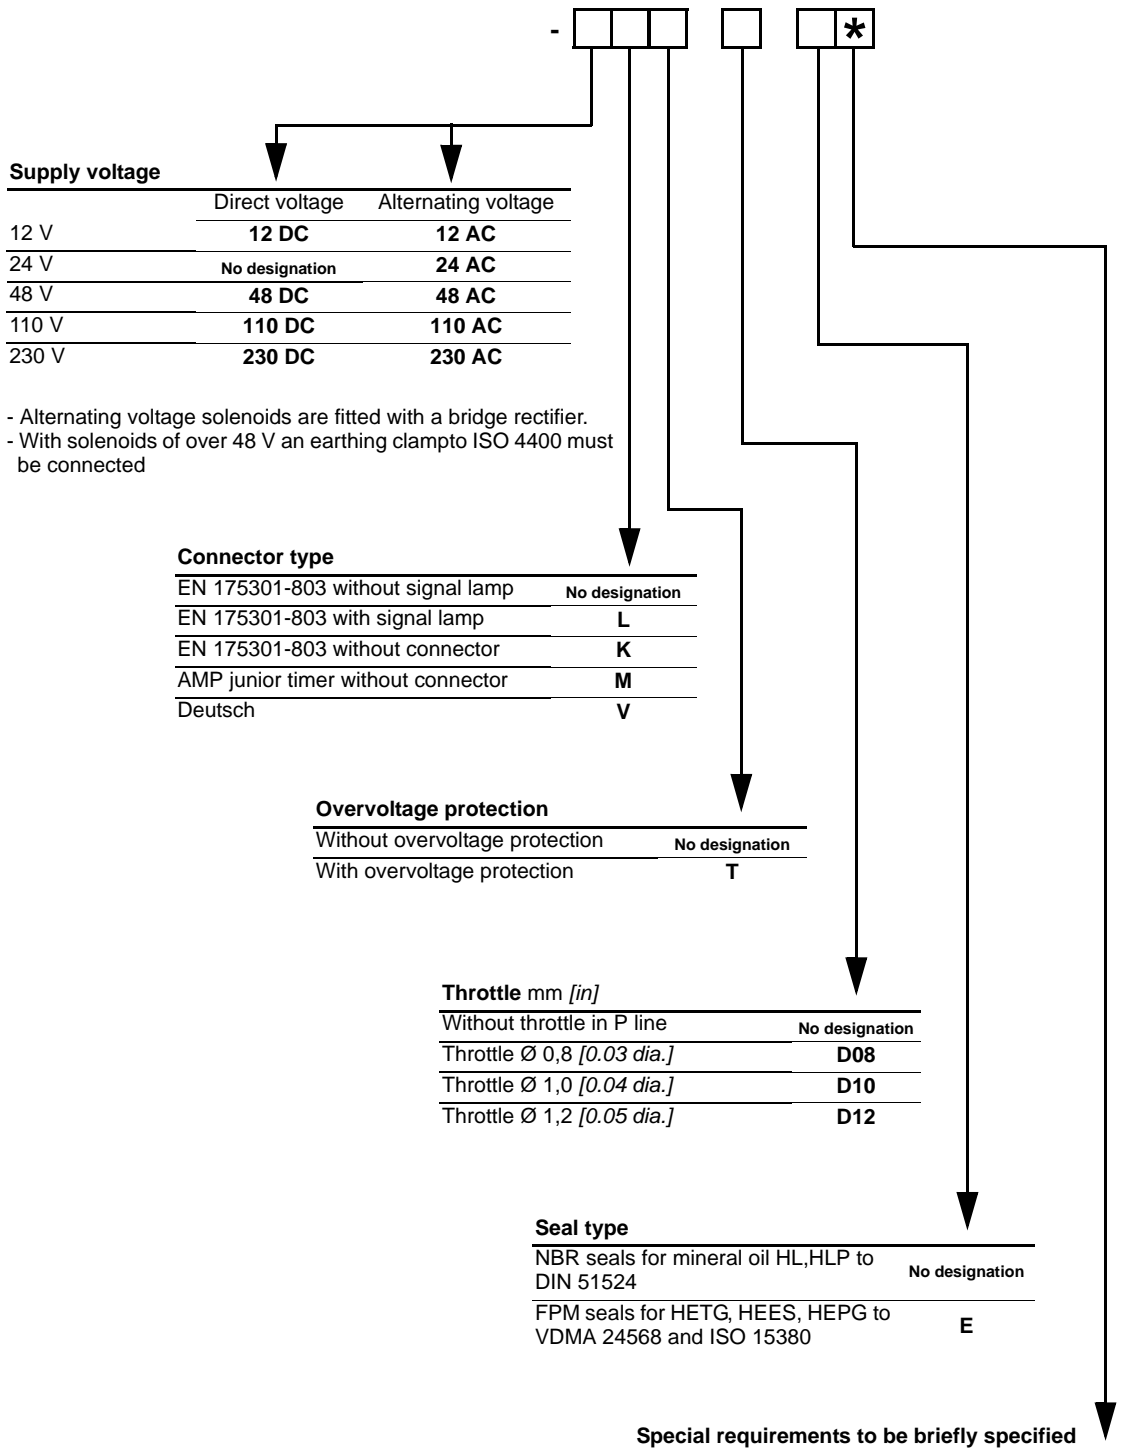 - *
Supply voltage
Direct voltage Alternating voltage
12 V 12 DC 12 AC
24 V No designation 24 AC
48 V 48 DC 48 AC
110 V 110 DC 110 AC
230 V 230 DC 230 AC
- Alternating voltage solenoids are fitted with a bridge rectifier.
- With solenoids of over 48 V an earthing clampto ISO 4400 must
be connected
Connector type
EN 175301-803 without signal lamp No designation
EN 175301-803 with signal lamp L
EN 175301-803 without connector K
AMP junior timer without connector M
Deutsch V
Overvoltage protection
Without overvoltage protection No designation
With overvoltage protection T
Throttle mm [in]
Without throttle in P line No designation
Throttle Ø 0,8 [0.03 dia.] D08
Throttle Ø 1,0 [0.04 dia.] D10
Throttle Ø 1,2 [0.05 dia.] D12
Seal type
NBR seals for mineral oil HL,HLP to
DIN 51524 No designation
FPM seals for HETG, HEES, HEPG to
VDMA 24568 and ISO 15380 E
Special requirements to be briefly specified